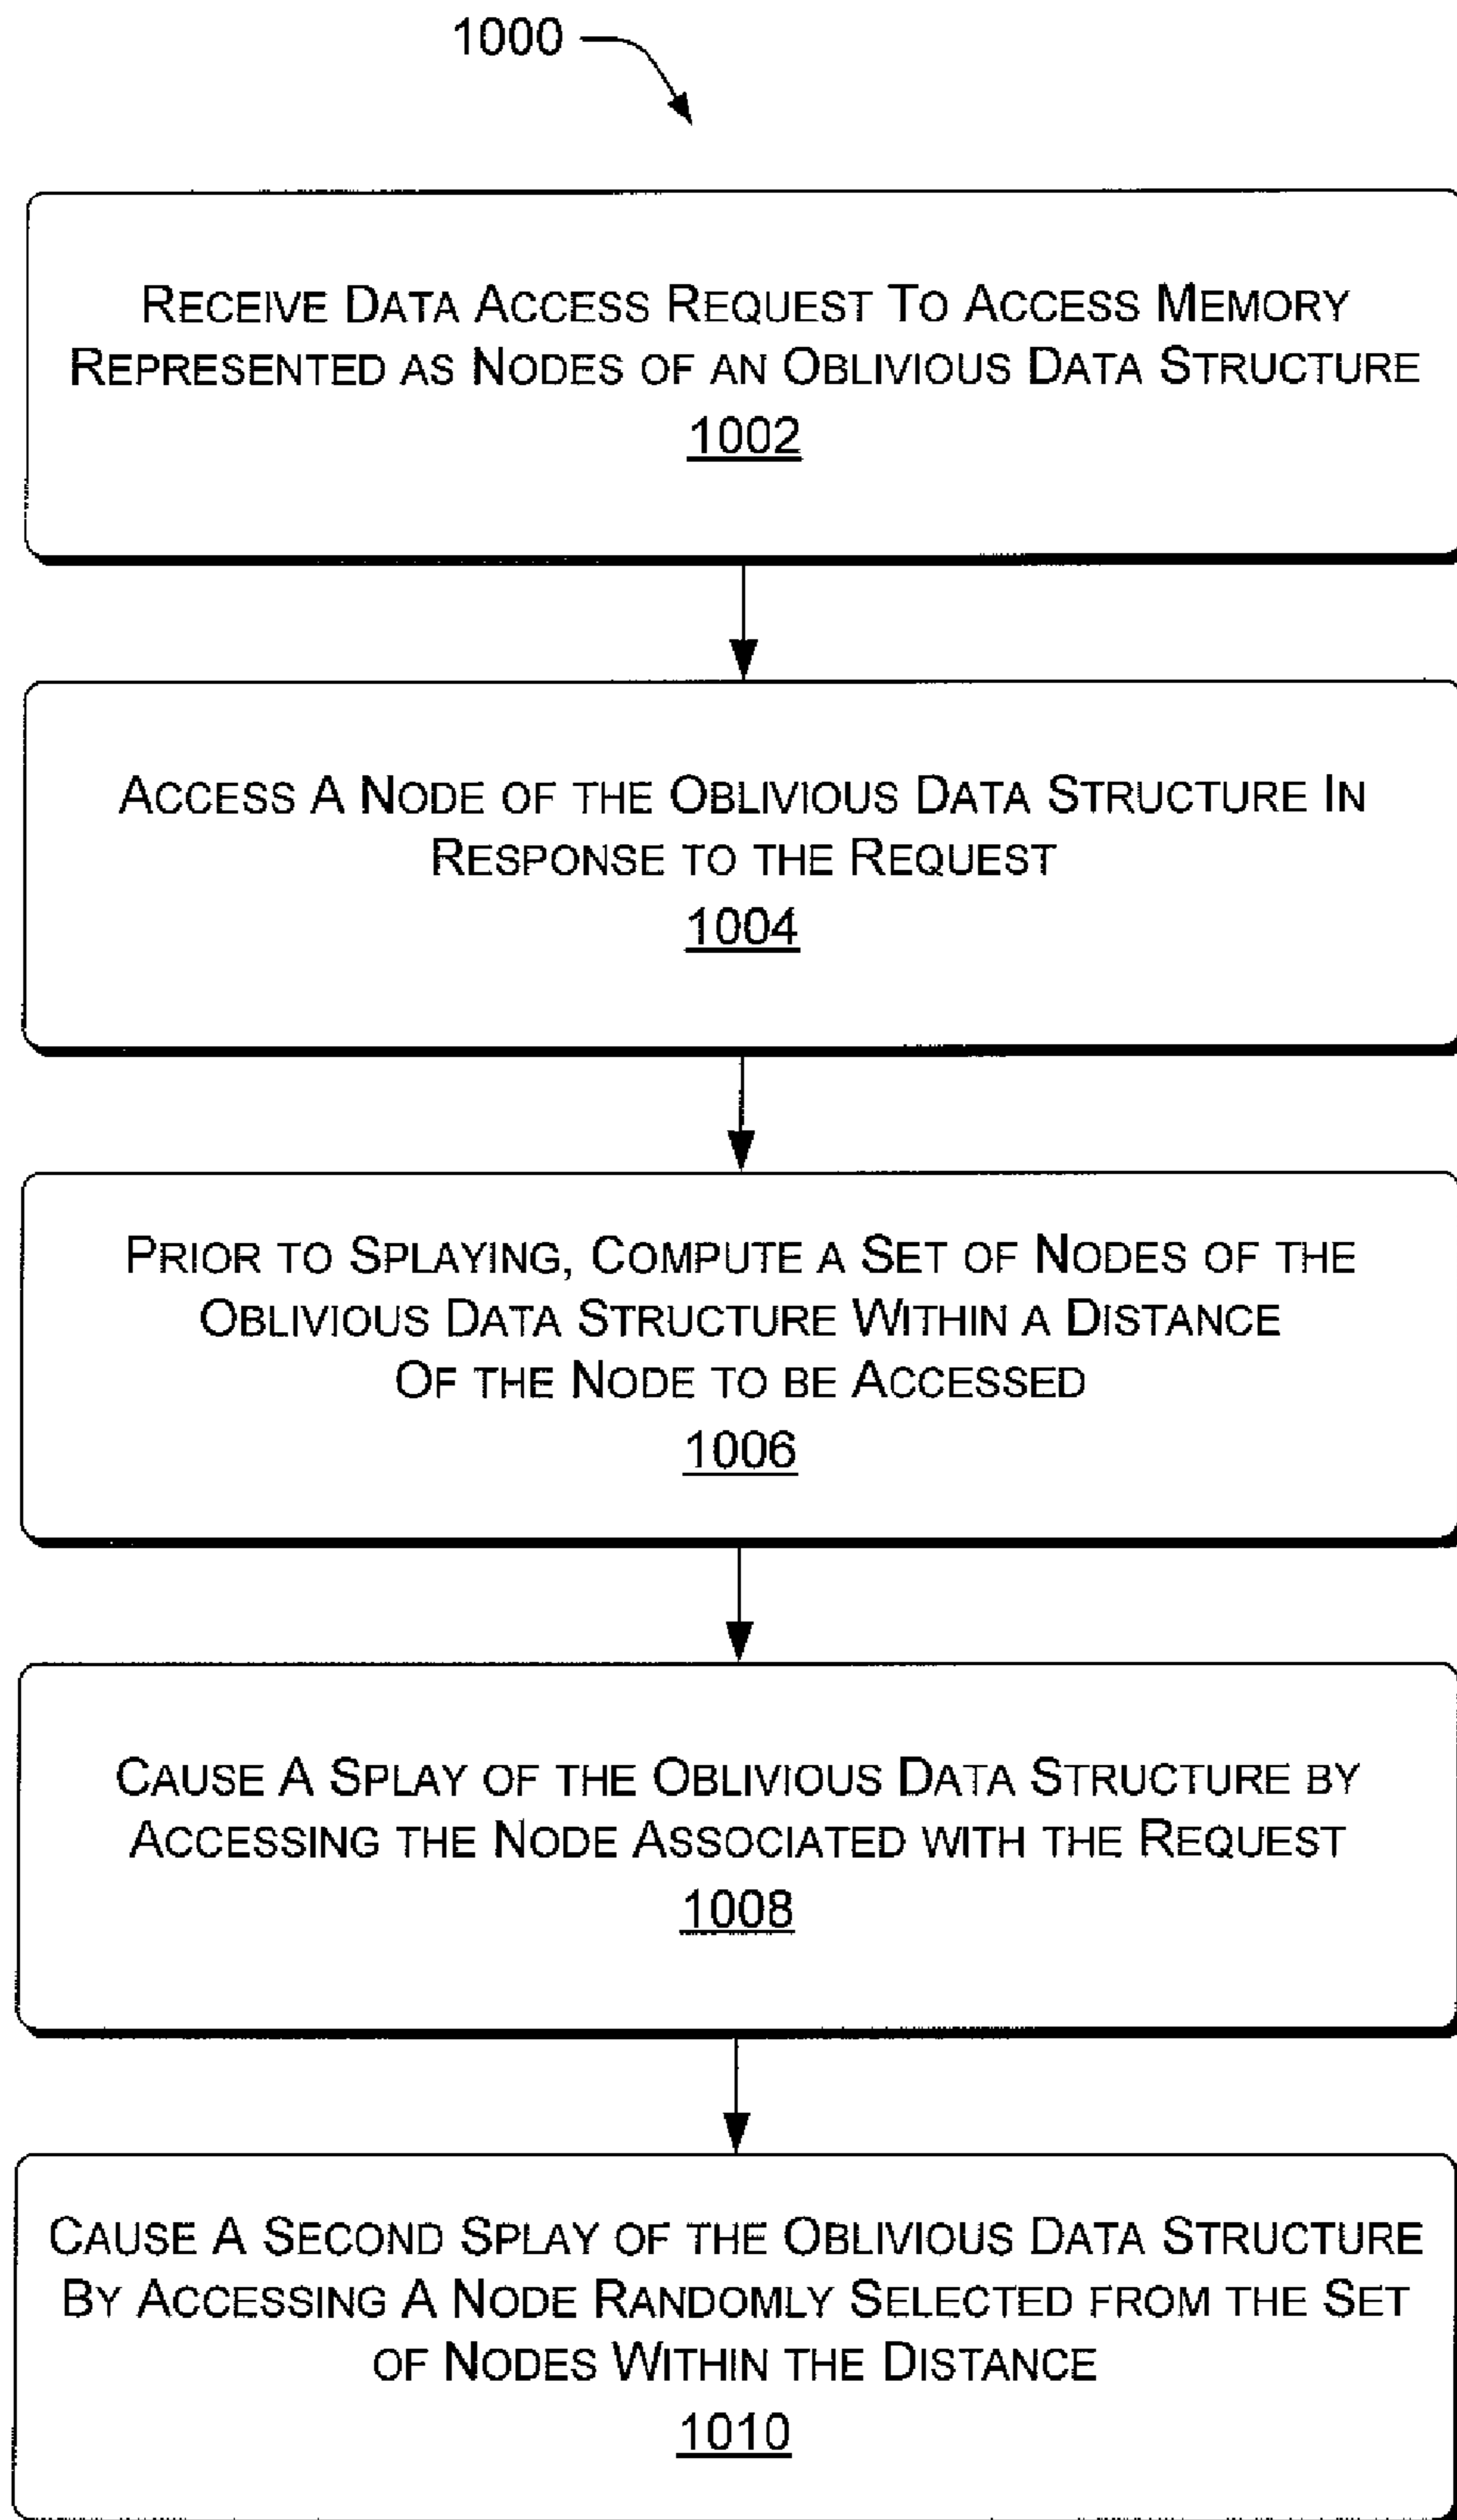 1000
RECEIVE DATA ACCESS REQUEST TO ACCESS MEMORY
REPRESENTED AS NODES OF AN OBLIVIOUS DATA STRUCTURE
1002
ACCESS A NODE OF THE OBLIVIOUS DATA STRUCTURE IN
RESPONSE TO THE REQUEST
1004
PRIOR TO SPLAYING, COMPUTE A SET OF NODES OF THE
OBLIVIOUS DATA STRUCTURE WITHIN A DISTANCE
OF THE NODE TO BE ACCESSED
1006
CAUSE A SPLAY OF THE OBLIVIOUS DATA STRUCTURE BY
ACCESSING THE NODE ASSOCIATED WITH THE REQUEST
1008
CAUSE A SECOND SPLAY OF THE OBLIVIOUS DATA STRUCTURE
BY ACCESSING A NODE RANDOMLY SELECTED FROM THE SET
OF NODES WITHIN THE DISTANCE
1010